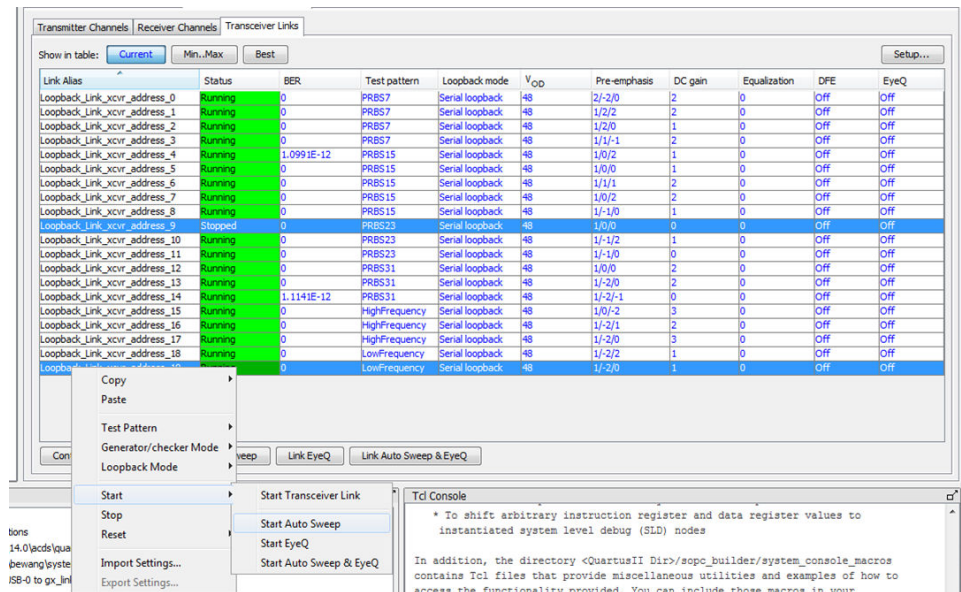 Transmitter Channels Receiver Channels Transceiver Links
Show in table: Current Min..Max Best Setup...
Link Alias Status BER Test pattern Loopback mode VOD Pre-emphasis DC gain Equalization DFE EyeQ
Loopback_Link_xcvr_address_0 Running 0 PRBS7 Serial loopback 48 2/-2/0 2 0 Off Off
Loopback_Link_xcvr_address_1 Running 0 PRBS7 Serial loopback 48 1/2/2 2 0 Off Off
Loopback_Link_xcvr_address_2 Running 0 PRBS7 Serial loopback 48 1/2/0 1 0 Off Off
Loopback_Link_xcvr_address_3 Running 0 PRBS7 Serial loopback 48 1/1/-1 2 0 Off Off
Loopback_Link_xcvr_address_4 Running 1.0991E-12 PRBS15 Serial loopback 48 1/0/2 1 0 Off Off
Loopback_Link_xcvr_address_5 Running 0 PRBS15 Serial loopback 48 1/0/0 1 0 Off Off
Loopback_Link_xcvr_address_6 Running 0 PRBS15 Serial loopback 48 1/1/1 2 0 Off Off
Loopback_Link_xcvr_address_7 Running 0 PRBS15 Serial loopback 48 1/0/2 2 0 Off Off
Loopback_Link_xcvr_address_8 Running 0 PRBS15 Serial loopback 48 1/-1/0 1 0 Off Off
Loopback_Link_xcvr_address_9 Stopped 0 PRBS23 Serial loopback 48 1/0/0 0 0 Off Off
Loopback_Link_xcvr_address_10 Running 0 PRBS23 Serial loopback 48 1/-1/2 1 0 Off Off
Loopback_Link_xcvr_address_11 Running 0 PRBS23 Serial loopback 48 1/-1/0 0 0 Off Off
Loopback_Link_xcvr_address_12 Running 0 PRBS31 Serial loopback 48 1/0/0 2 0 Off Off
Loopback_Link_xcvr_address_13 Running 0 PRBS31 Serial loopback 48 1/-2/0 2 0 Off Off
Loopback_Link_xcvr_address_14 Running 1.1141E-12 PRBS31 Serial loopback 48 1/-2/-1 0 0 Off Off
Loopback_Link_xcvr_address_15 Running 0 HighFrequency Serial loopback 48 1/0/-2 3 0 Off Off
Loopback_Link_xcvr_address_16 Running 0 HighFrequency Serial loopback 48 1/-2/1 2 0 Off Off
Loopback_Link_xcvr_address_17 Running 0 HighFrequency Serial loopback 48 1/-2/0 3 0 Off Off
Loopback_Link_xcvr_address_18 Running 0 LowFrequency Serial loopback 48 1/-2/2 1 0 Off Off
0 LowFrequency Serial loopback 48 1/-2/0 1 0 Off Off
Copy
Paste
Test Pattern
Generator/checker Mode
Loopback Mode
Start
Stop
Reset
Import Settings...
Export Settings...
Link EyeQ Link Auto Sweep & EyeQ
Start Transceiver Link
Start Auto Sweep
Start EyeQ
Start Auto Sweep & EyeQ
Tcl Console
* To shift arbitrary instruction register and data register values to
instantiated system level debug (SLD) nodes
In addition, the directory <QuartusII Dir>/sopc_builder/system_console_macros
contains Tcl files that provide miscellaneous utilities and examples of how to
access the functionality provided. You can include those macros in your